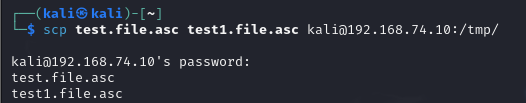 ┌──(kali㉿kali)-[~]
└─$ scp test.file.asc test1.file.asc kali@192.168.74.10:/tmp/
kali@192.168.74.10's password:
test.file.asc
test1.file.asc